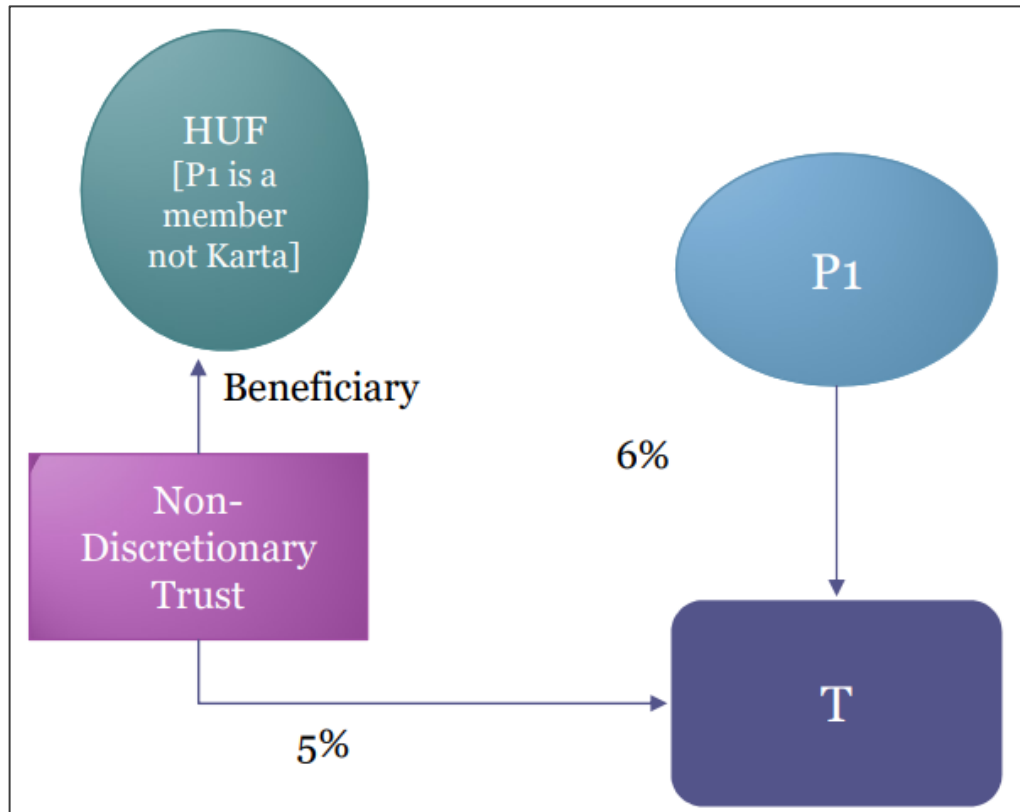 HUF
[P1 is a
member
not Karta]
P1
Beneficiary
6%
Non-
Discretionary
Trust
T
5%